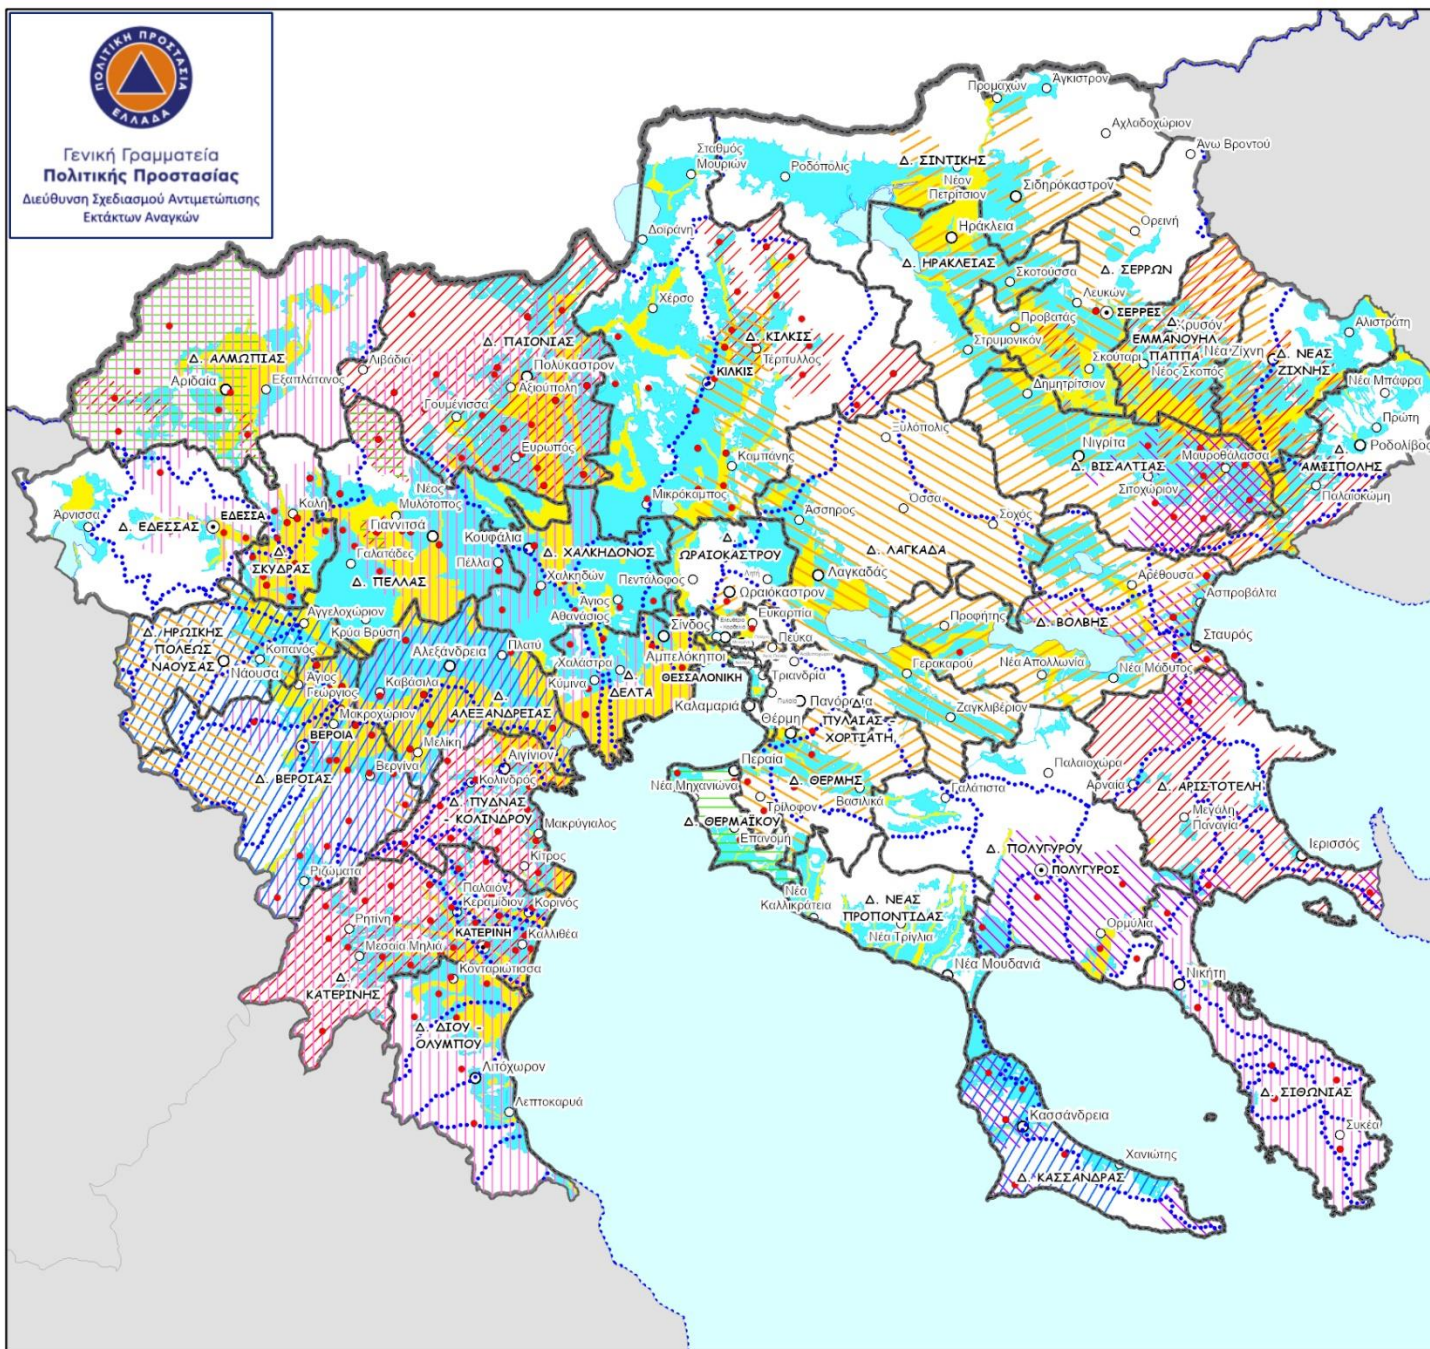 ΠΟΛΙΤΙΚΗ ΠΡΟΣΤΑΣΙΑ
ΕΛΛΑΔΑ
Γενική Γραμματεία
Πολιτικής Προστασίας
Διεύθυνση Σχεδιασμού Αντιμετώπισης
Εκτάκτων Αναγκών
Προμαχών
Άγκιστρον
Αχλαδοχώριον
Άνω Βροντού
Σταθμός
Μουριών
Ροδόπολις
Δ. ΣΙΝΤΙΚΗΣ
Νέον
Πετρίτσιον
Σιδηρόκαστρον
Δοϊράνη
Ηράκλεια
Ορεινή
Δ. ΗΡΑΚΛΕΙΑΣ
Σκοτούσσα
Δ. ΣΕΡΡΩΝ
Χέρσο
Λευκών
ΣΕΡΡΕΣ
Προβατάς
Δ. ΚΙΛΚΙΣ
Τέρπυλλος
Στρυμονικόν
Χρυσόν
Δ.
ΕΜΜΑΝΟΥΗΛ
ΠΑΠΠΑ
Σκούταρι
Νέος Σκοπός
Νέα Ζίχνη
Δ. ΝΕΑΣ
ΖΙΧΝΗΣ
Αλιστράτη
Δ. ΑΛΜΩΠΙΑΣ
Αριδαία
Εξαπλάτανος
Λιβάδια
Δ. ΠΑΙΟΝΙΑΣ
Πολύκαστρον
Αξιούπολη
Γουμένισσα
Ευρωπός
ΚΙΛΚΙΣ
Δημητρίτσιον
Νέα Μπάφρα
Πρώτη
Ροδολίβος
Ξυλόπολις
Νιγρίτα
Δ. ΒΙΣΑΛΤΙΑΣ
Μαυροθάλασσα
Σιτοχώριον
Δ.
ΑΜΦΙΠΟΛΗΣ
Παλαιοκώμη
Καμπάνης
Μικρόκαμπος
Όσσα
Άσσηρος
Σοχός
Δ. ΛΑΓΚΑΔΑ
Άρνισσα
Δ. ΕΔΕΣΣΑΣ
ΕΔΕΣΣΑ
Καλή
Νέος
Μυλότοπος
Γιαννιτσά
Δ.
ΣΚΥΔΡΑΣ
Γαλατάδες
Δ. ΠΕΛΛΑΣ
Κουφάλια
Πέλλα
Δ. ΧΑΛΚΗΔΟΝΟΣ
Χαλκηδών
Πεντάλοφος
Άγιος
Αθανάσιος
Δ.
ΩΡΑΙΟΚΑΣΤΡΟΥ
Λητή
Ωραιόκαστρον
Λαγκαδάς
Αρέθουσα
Ασπροβάλτα
Αγγελοχώριον
Κρύα Βρύση
Δ. ΗΡΩΙΚΗΣ
ΠΟΛΕΩΣ
ΝΑΟΥΣΑΣ
Κοπανός
Νάουσα
Άγιος
Γεώργιος
Αλεξάνδρεια
Πλατύ
Καβάσιλα
Δ.
ΑΛΕΞΑΝΔΡΕΙΑΣ
Μακροχώριον
ΒΕΡΟΙΑ
Μελίκη
Βεργίνα
Δ. ΒΕΡΟΙΑΣ
Σίνδος
Ευκαρπία
Πεύκα
Χαλάστρα
Κύμινα
Δ.
ΔΕΛΤΑ
Αμπελόκηποι
ΘΕΣΣΑΛΟΝΙΚΗ
Τριανδρία
Καλαμαριά
Πυλαία
Πανόραμα
Δ.
ΠΥΛΑΙΑΣ -
ΧΟΡΤΙΑΤΗ
Θέρμη
Προφήτης
Γερακαρού
Νέα Απολλωνία
Δ. ΒΟΛΒΗΣ
Σταυρός
Νέα Μάδυτος
Ζαγκλιβέριον
Αιγίνιον
Κολινδρός
Δ. ΠΥΔΝΑΣ
- ΚΟΛΙΝΔΡΟΥ
Μακρύγιαλος
Κίτρος
Περαία
Νέα Μηχανιώνα
Δ. ΘΕΡΜΗΣ
Τρίλοφον
Βασιλικά
Δ. ΘΕΡΜΑΪΚΟΥ
Επανομή
Γαλάτιστα
Παλαιοχώρα
Αρναία
Δ. ΑΡΙΣΤΟΤΕΛΗ
Μεγάλη
Παναγία
Ιερισσός
Ριζώματα
Παλαιόν
Κεραμίδιον
Κορινός
Ρητίνη
ΚΑΤΕΡΙΝΗ
Καλλιθέα
Μεσαία Μηλιά
Δ.
ΚΑΤΕΡΙΝΗΣ
Κονταριώτισσα
Νέα
Καλλικράτεια
Δ. ΝΕΑΣ
ΠΡΟΠΟΝΤΙΔΑΣ
Νέα Τρίγλια
Δ. ΠΟΛΥΓΥΡΟΥ
ΠΟΛΥΓΥΡΟΣ
Ορμύλια
Νέα Μουδανιά
Νικήτη
Δ. ΔΙΟΥ -
ΟΛΥΜΠΟΥ
Λιτόχωρον
Λεπτοκαρυά
Κασσάνδρεια
Χανιώτης
Δ. ΚΑΣΣΑΝΔΡΑΣ
Δ. ΣΙΘΩΝΙΑΣ
Συκέα